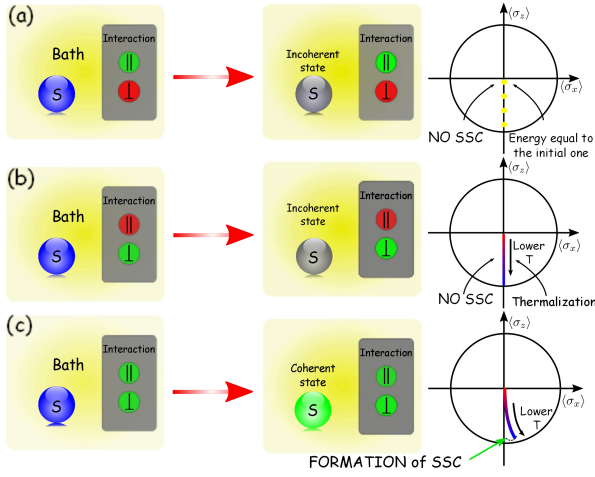 (a)
Bath
S
Interaction
||
⊥
Incoherent
state
S
Interaction
||
⊥
⟨σz⟩
⟨σx⟩
NO SSC
Energy equal to
the initial one
(b)
Bath
S
Interaction
||
⊥
Incoherent
state
S
Interaction
||
⊥
⟨σz⟩
⟨σx⟩
Lower
T
NO SSC
Thermalization
(c)
Bath
S
Interaction
||
⊥
Coherent
state
S
Interaction
||
⊥
⟨σz⟩
⟨σx⟩
Lower
T
FORMATION of SSC